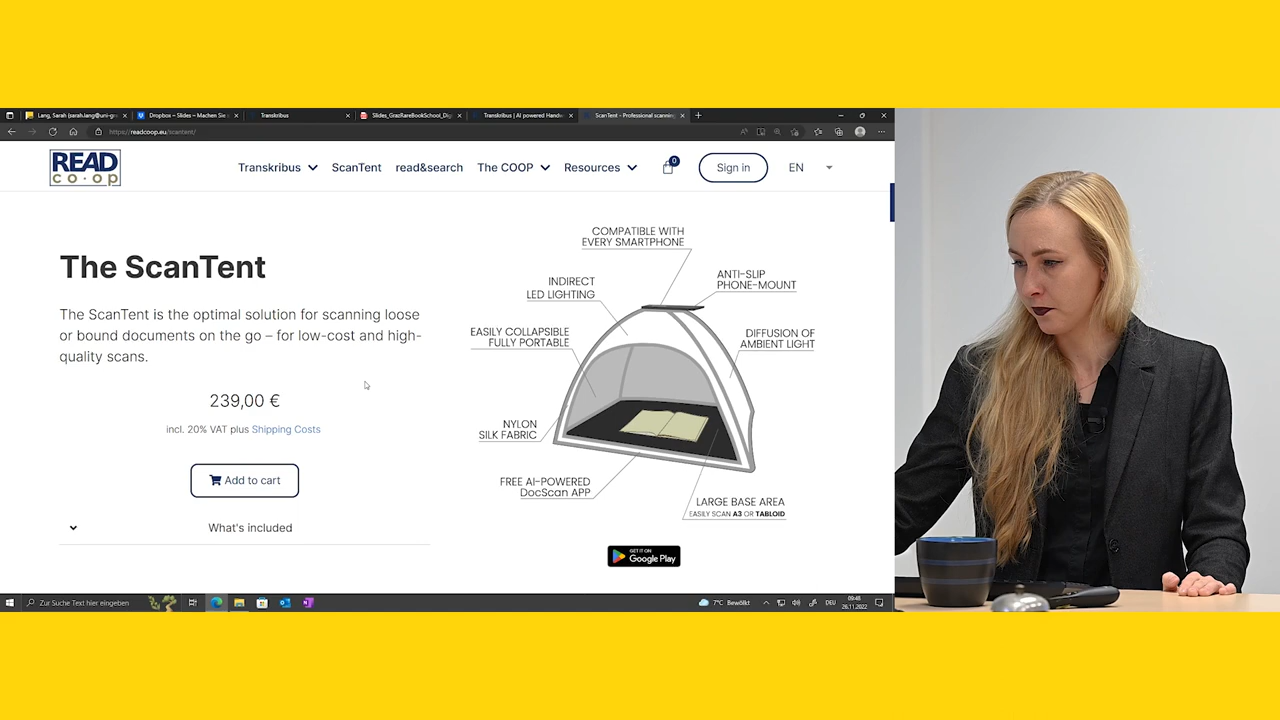 Lang, Sarah (sarah.lang@uni-gr
Dropbox – Slides – Machen Sie
Transkribus
Slides_GrazRareBookSchool_Dig
Transkribus | AI powered Handw
ScanTent - Professional scanning
https://readcoop.eu/scantent/
READ
co·op
Transkribus
ScanTent
read&search
The COOP
Resources
0
Sign in
EN
The ScanTent
The ScanTent is the optimal solution for scanning loose
or bound documents on the go – for low-cost and high-
quality scans.
239,00 €
incl. 20% VAT plus Shipping Costs
Add to cart
What's included
COMPATIBLE WITH
EVERY SMARTPHONE
INDIRECT
LED LIGHTING
ANTI-SLIP
PHONE-MOUNT
EASILY COLLAPSIBLE
FULLY PORTABLE
DIFFUSION OF
AMBIENT LIGHT
NYLON
SILK FABRIC
FREE AI-POWERED
DocScan APP
LARGE BASE AREA
EASILY SCAN A3 OR TABLOID
GET IT ON
Google Play
Zur Suche Text hier eingeben
7°C Bewölkt
DEU
09:48
26.11.2022